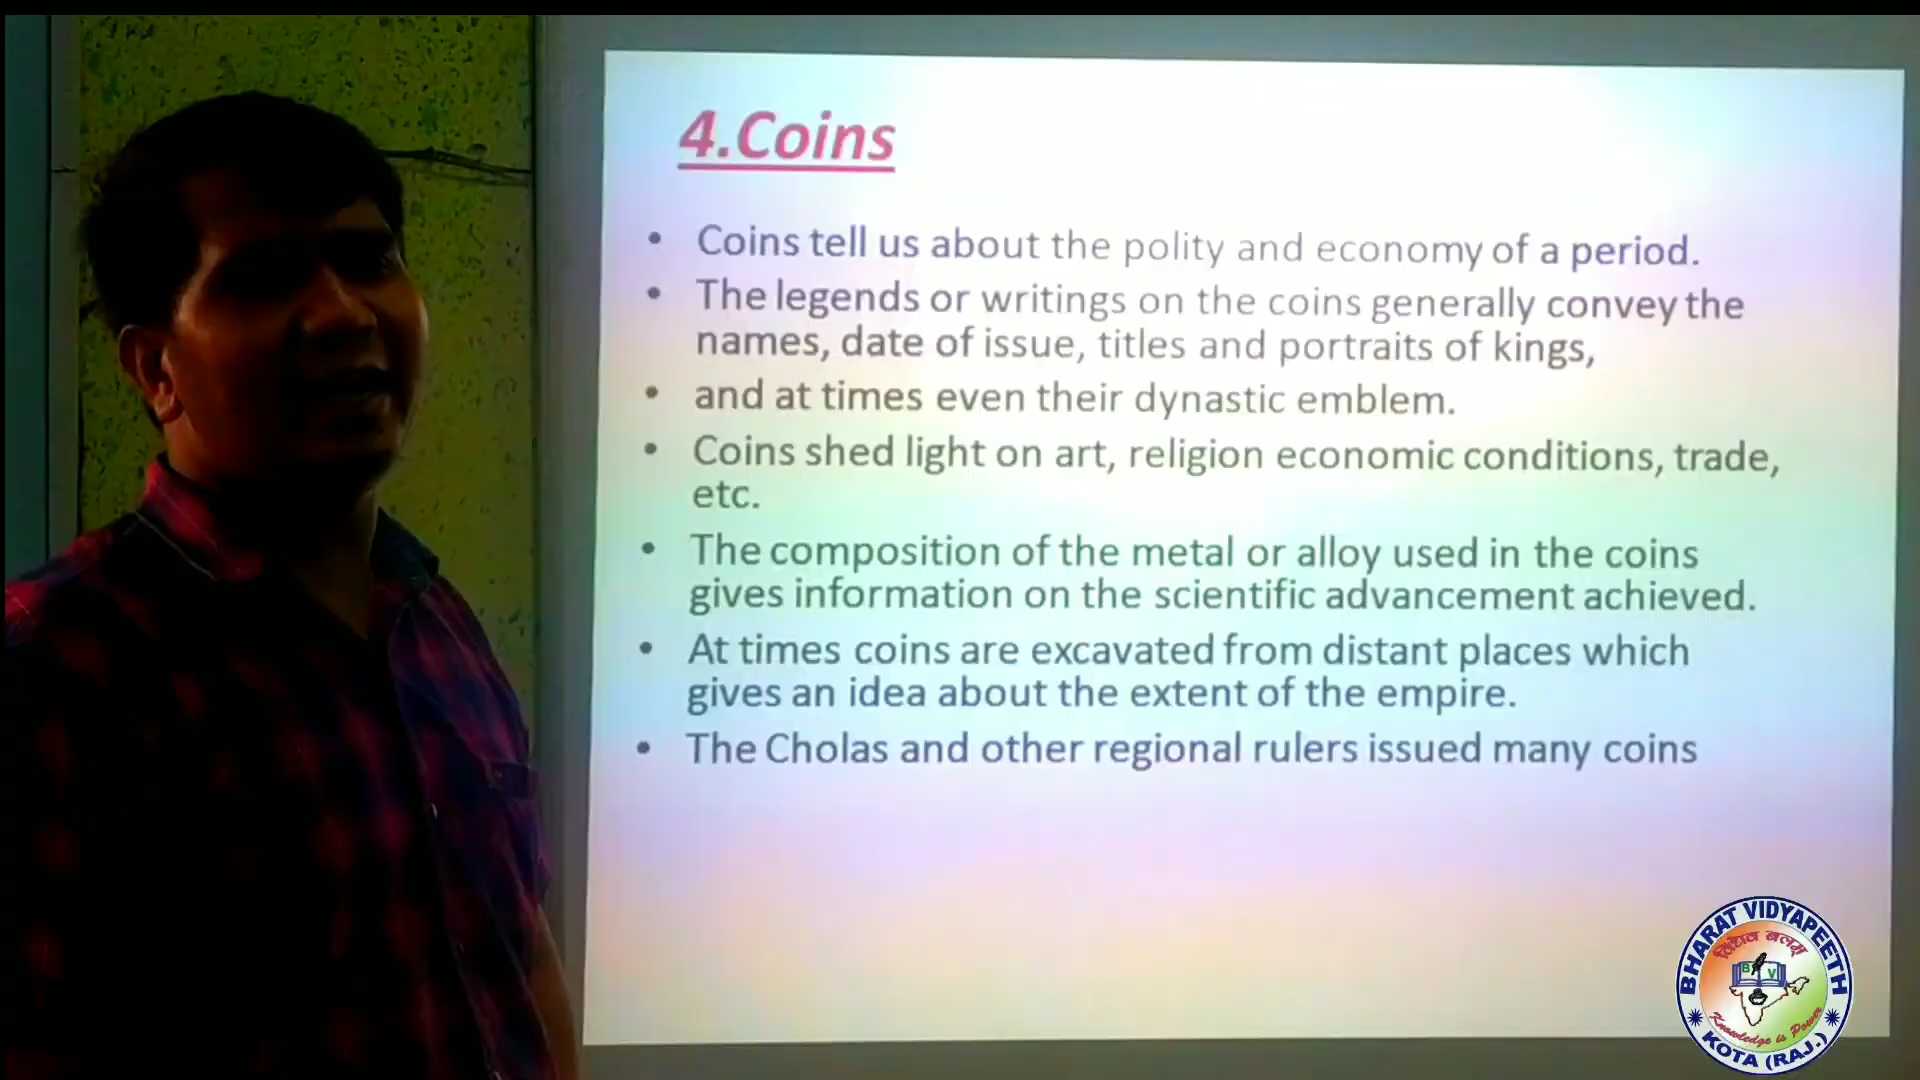 4.Coins
• Coins tell us about the polity and economy of a period.
• The legends or writings on the coins generally convey the
names, date of issue, titles and portraits of kings,
• and at times even their dynastic emblem.
• Coins shed light on art, religion economic conditions, trade,
etc.
• The composition of the metal or alloy used in the coins
gives information on the scientific advancement achieved.
• At times coins are excavated from distant places which
gives an idea about the extent of the empire.
• The Cholas and other regional rulers issued many coins
BHARAT VIDYAPEETH
B V
Knowledge is Power
KOTA (RAJ.)